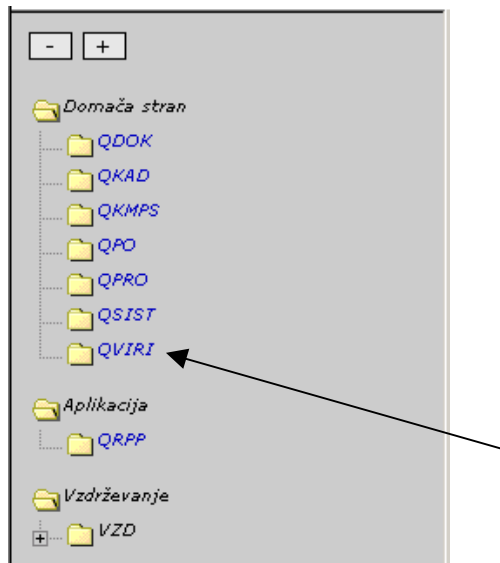 - +
Domača stran
QDOK
QKAD
QKMPS
QPO
QPRO
QSIST
QVIRI
Aplikacija
QRPP
Vzdrževanje
VZD